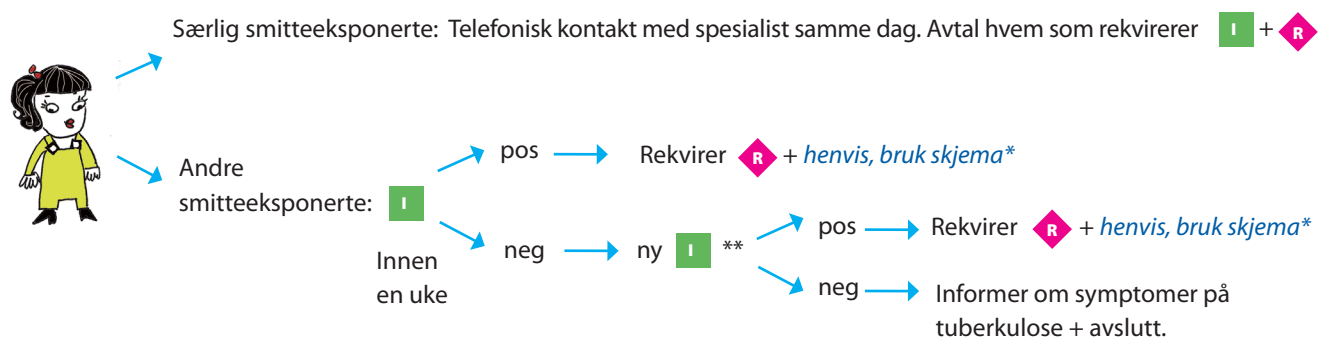 Særlig smitteeksponerte: Telefonisk kontakt med spesialist samme dag. Avtal hvem som rekvirerer I + R
Andre
smitteeksponerte: I
Innen
en uke
pos Rekvirer R + henvis, bruk skjema*
neg ny I **
pos Rekvirer R + henvis, bruk skjema*
neg Informer om symptomer på
tuberkulose + avslutt.